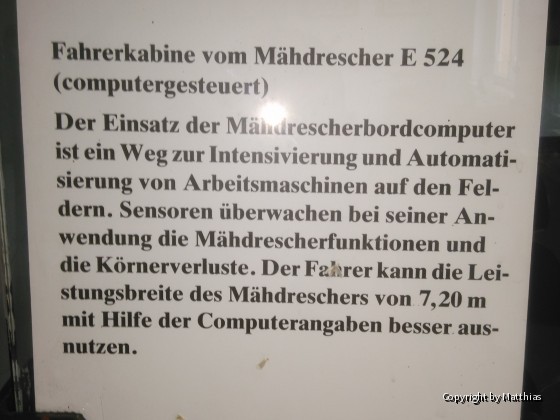 Fahrerkabine vom Mähdrescher E 524
(computergesteuert)
Der Einsatz der Mähdrescherbordcomputer
ist ein Weg zur Intensivierung und Automati-
sierung von Arbeitsmaschinen auf den Fel-
dern. Sensoren überwachen bei seiner An-
wendung die Mähdrescherfunktionen und
die Körnerverluste. Der Fahrer kann die Lei-
stungsbreite des Mähdreschers von 7,20 m
mit Hilfe der Computerangaben besser aus-
nutzen.
Copyright by Matthias